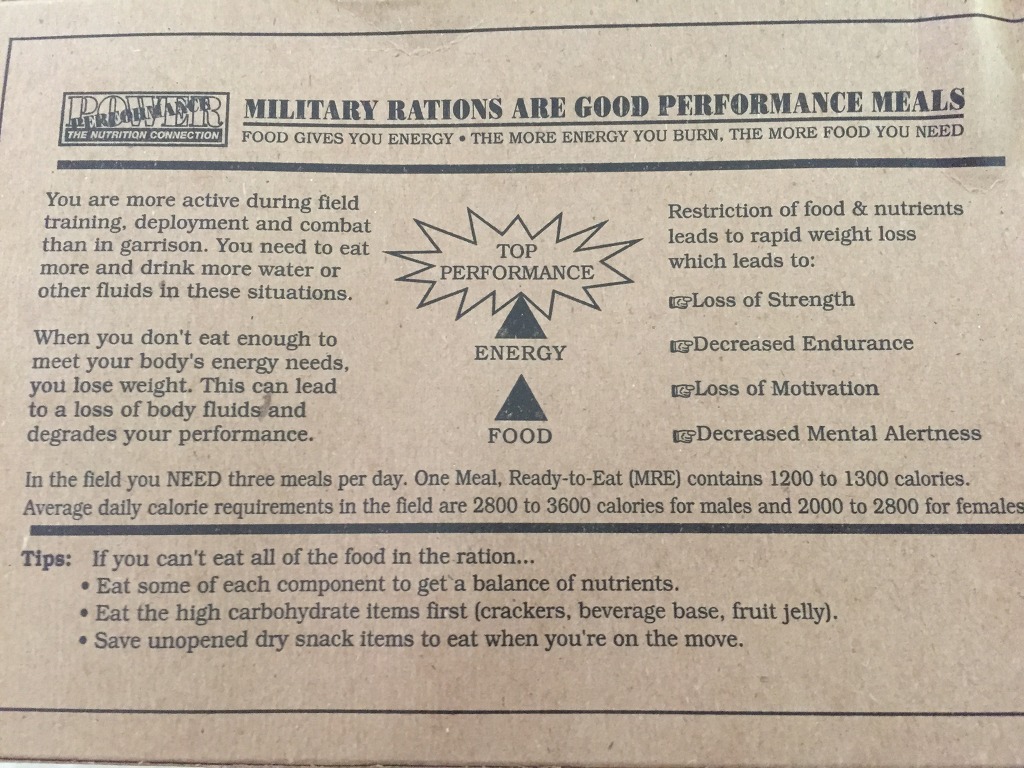 POWER
PERFORMANCE
THE NUTRITION CONNECTION
MILITARY RATIONS ARE GOOD PERFORMANCE MEALS
FOOD GIVES YOU ENERGY • THE MORE ENERGY YOU BURN, THE MORE FOOD YOU NEED
You are more active during field
training, deployment and combat
than in garrison. You need to eat
more and drink more water or
other fluids in these situations.
When you don't eat enough to
meet your body's energy needs,
you lose weight. This can lead
to a loss of body fluids and
degrades your performance.
TOP
PERFORMANCE
ENERGY
FOOD
Restriction of food & nutrients
leads to rapid weight loss
which leads to:
☞Loss of Strength
☞Decreased Endurance
☞Loss of Motivation
☞Decreased Mental Alertness
In the field you NEED three meals per day. One Meal, Ready-to-Eat (MRE) contains 1200 to 1300 calories.
Average daily calorie requirements in the field are 2800 to 3600 calories for males and 2000 to 2800 for females
Tips: If you can't eat all of the food in the ration...
• Eat some of each component to get a balance of nutrients.
• Eat the high carbohydrate items first (crackers, beverage base, fruit jelly).
• Save unopened dry snack items to eat when you're on the move.